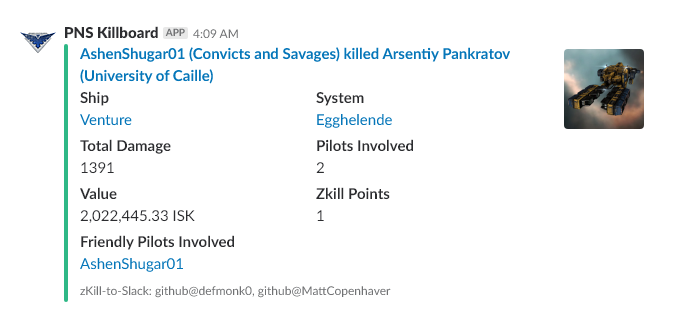 PNS Killboard APP 4:09 AM
AshenShugar01 (Convicts and Savages) killed Arsentiy Pankratov
(University of Caille)
Ship System
Venture Egghelende
Total Damage Pilots Involved
1391 2
Value Zkill Points
2,022,445.33 ISK 1
Friendly Pilots Involved
AshenShugar01
zKill-to-Slack: github@defmonk0, github@MattCopenhaver